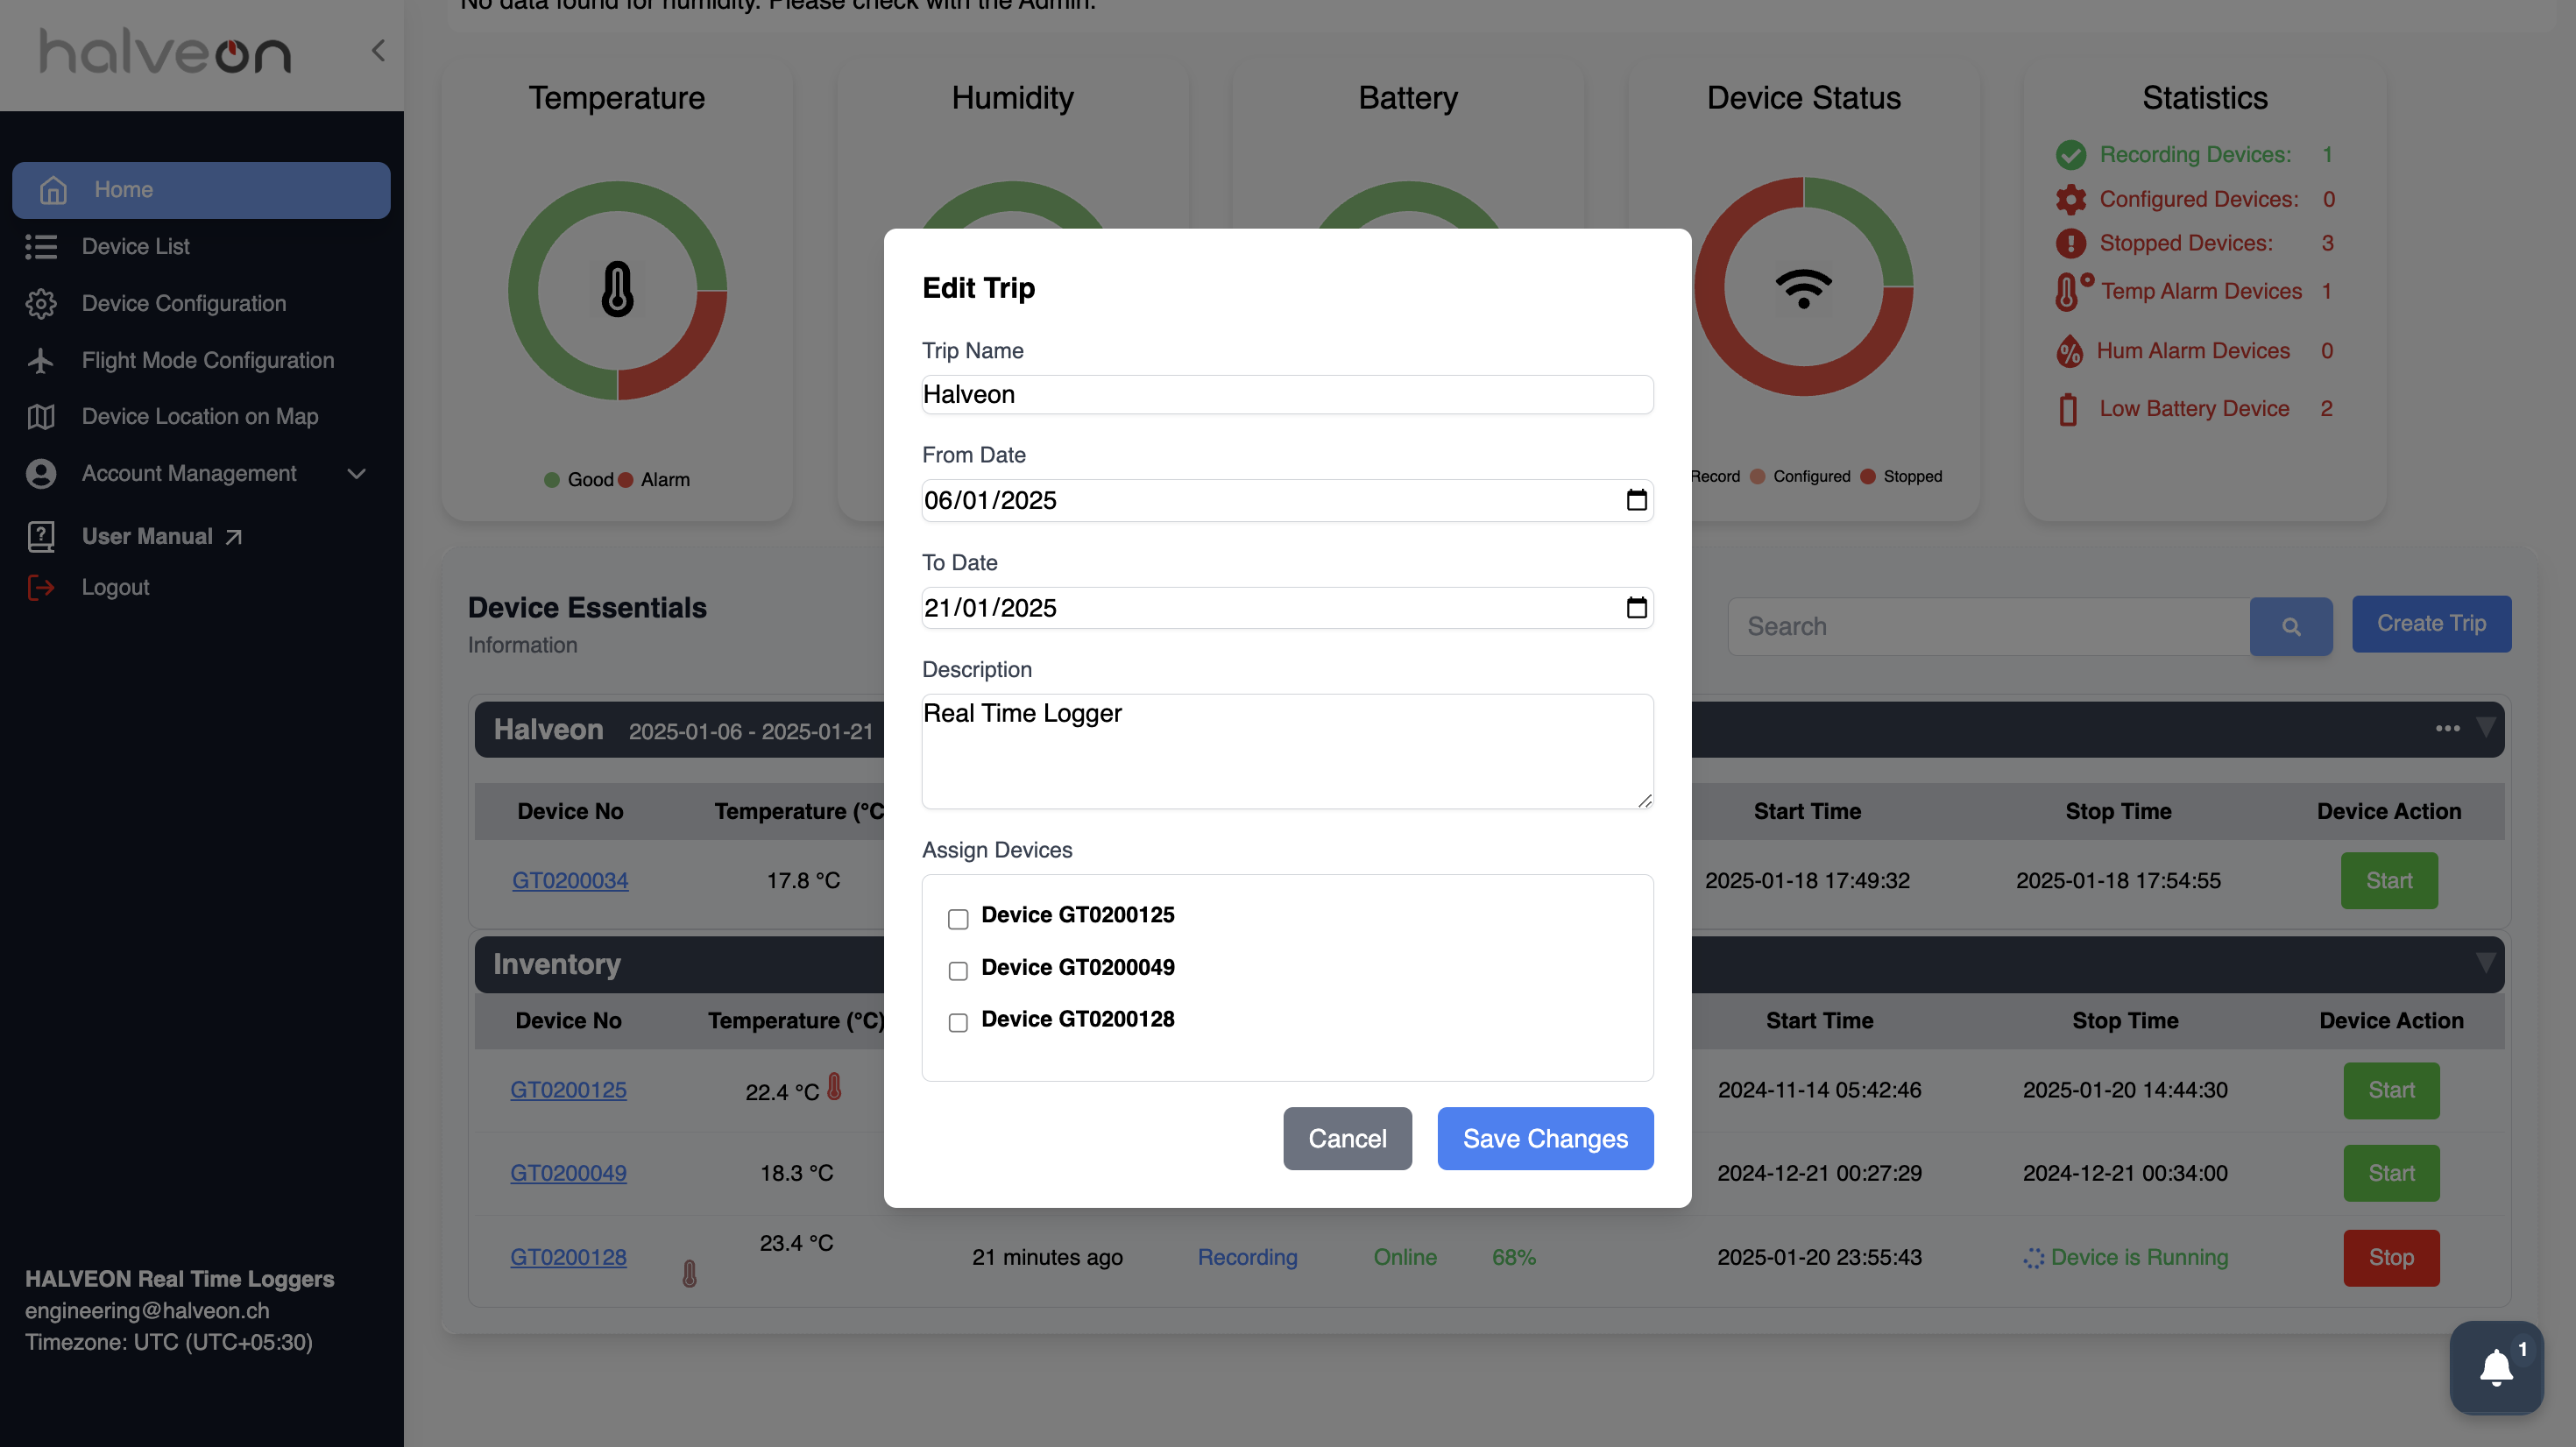 No data found for humidity. Please check with the Admin.
halveon
Home
Device List
Device Configuration
Flight Mode Configuration
Device Location on Map
Account Management
User Manual
Logout
HALVEON Real Time Loggers
engineering@halveon.ch
Timezone: UTC (UTC+05:30)
Temperature
Good Alarm
Humidity
Battery
Device Status
Record Configured Stopped
Statistics
Recording Devices: 1
Configured Devices: 0
Stopped Devices: 3
Temp Alarm Devices 1
% Hum Alarm Devices 0
Low Battery Device 2
Device Essentials
Information
Search
Create Trip
Halveon 2025-01-06 - 2025-01-21
Device No Temperature (°C Start Time Stop Time Device Action
GT0200034 17.8 °C 2025-01-18 17:49:32 2025-01-18 17:54:55 Start
Inventory
Device No Temperature (°C) Start Time Stop Time Device Action
GT0200125 22.4 °C 2024-11-14 05:42:46 2025-01-20 14:44:30 Start
GT0200049 18.3 °C 2024-12-21 00:27:29 2024-12-21 00:34:00 Start
GT0200128 23.4 °C 21 minutes ago Recording Online 68% 2025-01-20 23:55:43 Device is Running Stop
Edit Trip
Trip Name
Halveon
From Date
06/01/2025
To Date
21/01/2025
Description
Real Time Logger
Assign Devices
Device GT0200125
Device GT0200049
Device GT0200128
Cancel
Save Changes
1